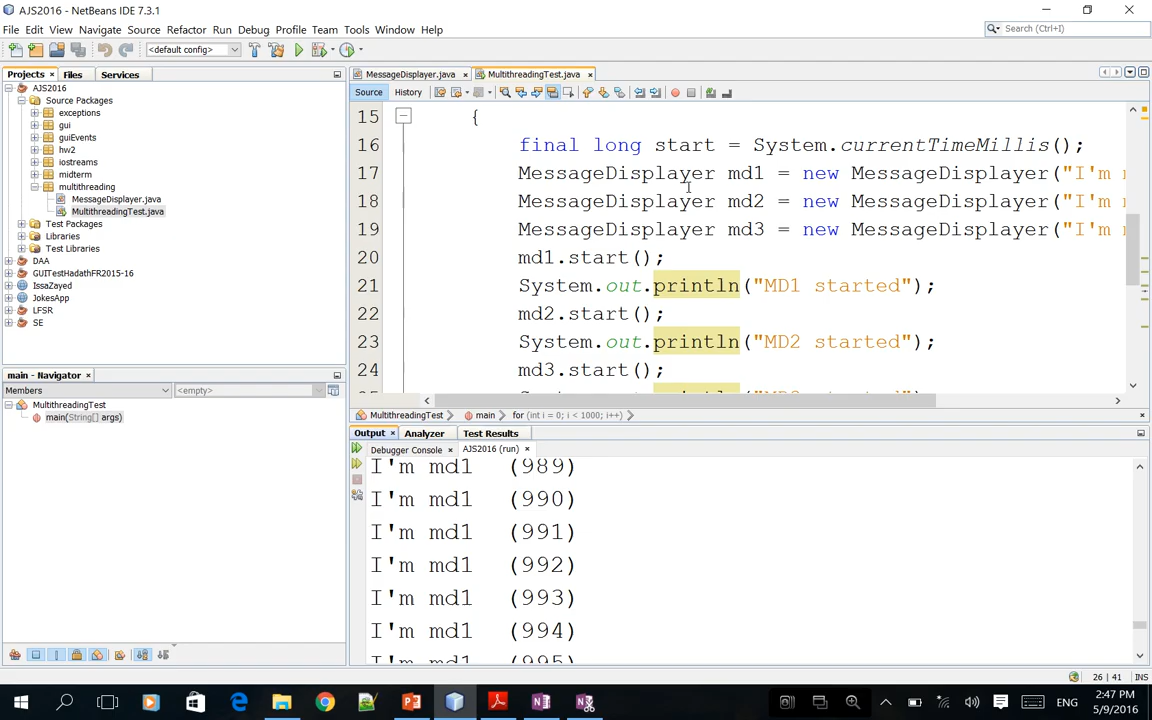 AJS2016 - NetBeans IDE 7.3.1
File Edit View Navigate Source Refactor Run Debug Profile Team Tools Window Help
Search (Ctrl+I)
<default config>
Projects Files Services
AJS2016
Source Packages
exceptions
gui
guiEvents
hw2
iostreams
midterm
multithreading
MessageDisplayer.java
MultithreadingTest.java
Test Packages
Libraries
Test Libraries
DAA
GUITestHadathFR2015-16
IssaZayed
JokesApp
LFSR
SE
main - Navigator
Members <empty>
MultithreadingTest
main(String[] args)
MessageDisplayer.java MultithreadingTest.java
Source History
15 {
16 final long start = System.currentTimeMillis();
17 MessageDisplayer md1 = new MessageDisplayer("I'm
18 MessageDisplayer md2 = new MessageDisplayer("I'm
19 MessageDisplayer md3 = new MessageDisplayer("I'm
20 md1.start();
21 System.out.println("MD1 started");
22 md2.start();
23 System.out.println("MD2 started");
24 md3.start();
MultithreadingTest main for (int i = 0; i < 1000; i++)
Output Analyzer Test Results
Debugger Console AJS2016 (run)
I'm md1 (989)
I'm md1 (990)
I'm md1 (991)
I'm md1 (992)
I'm md1 (993)
I'm md1 (994)
I'm md1 (995)
26 | 41 INS
ENG
2:47 PM
5/9/2016